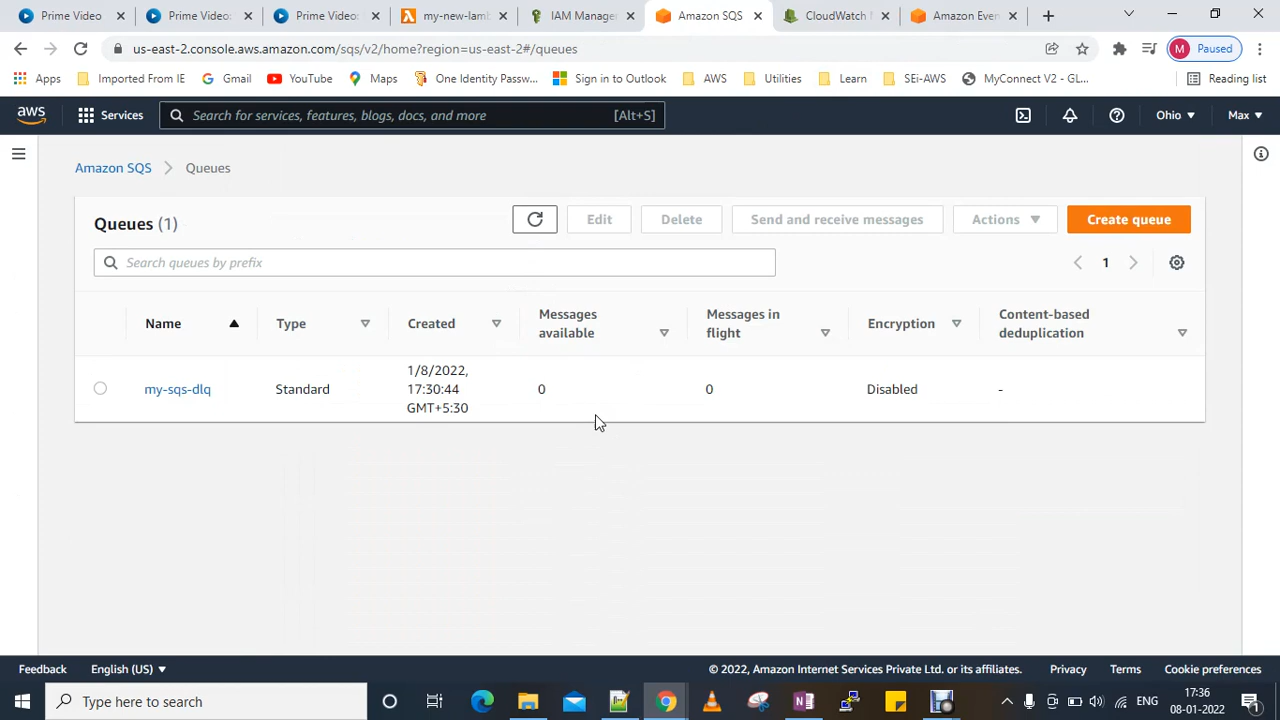 Prime Video
Prime Video:
Prime Video:
my-new-lamb
IAM Manage
Amazon SQS
CloudWatch
Amazon Even
us-east-2.console.aws.amazon.com/sqs/v2/home?region=us-east-2#/queues
M Paused
Apps
Imported From IE
Gmail
YouTube
Maps
One Identity Passw...
Sign in to Outlook
AWS
Utilities
Learn
SEi-AWS
MyConnect V2 - GL...
Reading list
aws
Services
Search for services, features, blogs, docs, and more
[Alt+S]
Ohio
Max
Amazon SQS
Queues
Queues (1)
Edit
Delete
Send and receive messages
Actions
Create queue
Search queues by prefix
1
Name
Type
Created
Messages
available
Messages in
flight
Encryption
Content-based
deduplication
my-sqs-dlq
Standard
1/8/2022,
17:30:44
GMT+5:30
0
0
Disabled
-
Feedback
English (US)
© 2022, Amazon Internet Services Private Ltd. or its affiliates.
Privacy
Terms
Cookie preferences
Type here to search
ENG
17:36
08-01-2022
1